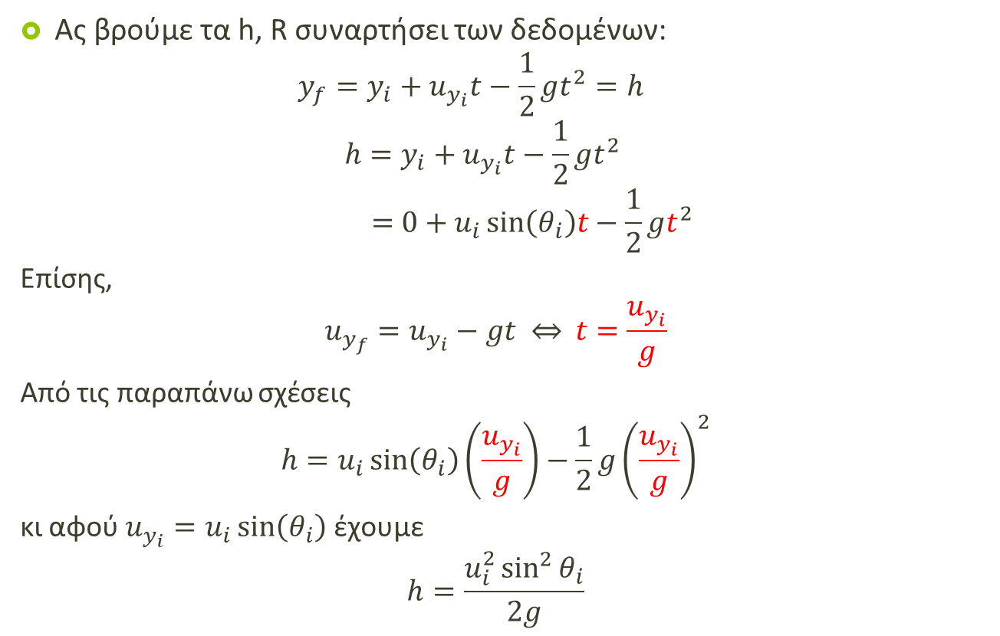 Ας βρούμε τα h, R συναρτήσει των δεδομένων:
$y_f = y_i + u_{y_i}t - \frac{1}{2}gt^2 = h$
$h = y_i + u_{y_i}t - \frac{1}{2}gt^2$
$= 0 + u_i \sin(\theta_i)t - \frac{1}{2}gt^2$
Επίσης,
$u_{y_f} = u_{y_i} - gt \Leftrightarrow t = \frac{u_{y_i}}{g}$
Από τις παραπάνω σχέσεις
$h = u_i \sin(\theta_i)\left(\frac{u_{y_i}}{g}\right) - \frac{1}{2}g\left(\frac{u_{y_i}}{g}\right)^2$
κι αφού $u_{y_i} = u_i \sin(\theta_i)$ έχουμε
$h = \frac{u_i^2 \sin^2 \theta_i}{2g}$